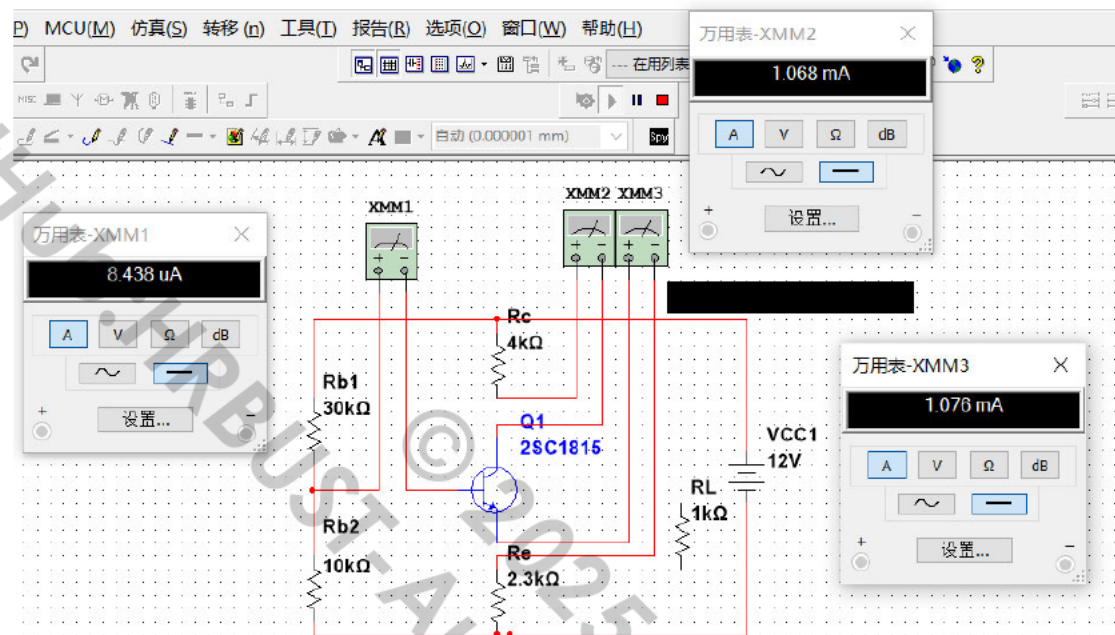 P) MCU(M) 仿真(S) 转移 (n) 工具(T) 报告(R) 选项(O) 窗口(W) 帮助(H)
--- 在用列表
MISC
自动 (0.000001 mm)
Spy
万用表-XMM2
1.068 mA
A V Ω dB
+ 设置... −
XMM1
XMM2 XMM3
万用表-XMM1
8.438 uA
A V Ω dB
+ 设置... −
Rc
4kΩ
Rb1
30kΩ
Q1
2SC1815
VCC1
12V
RL
1kΩ
Rb2
10kΩ
Re
2.3kΩ
万用表-XMM3
1.076 mA
A V Ω dB
+ 设置... −
© 2025